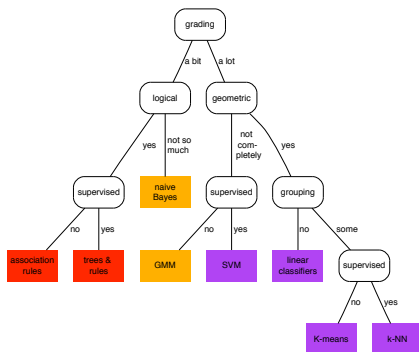 grading
a bit
a lot
logical
geometric
yes
not so
much
not
com-
pletely
yes
supervised
naive
Bayes
supervised
grouping
no
yes
no
yes
no
some
association
rules
trees &
rules
GMM
SVM
linear
classifiers
supervised
no
yes
K-means
k-NN